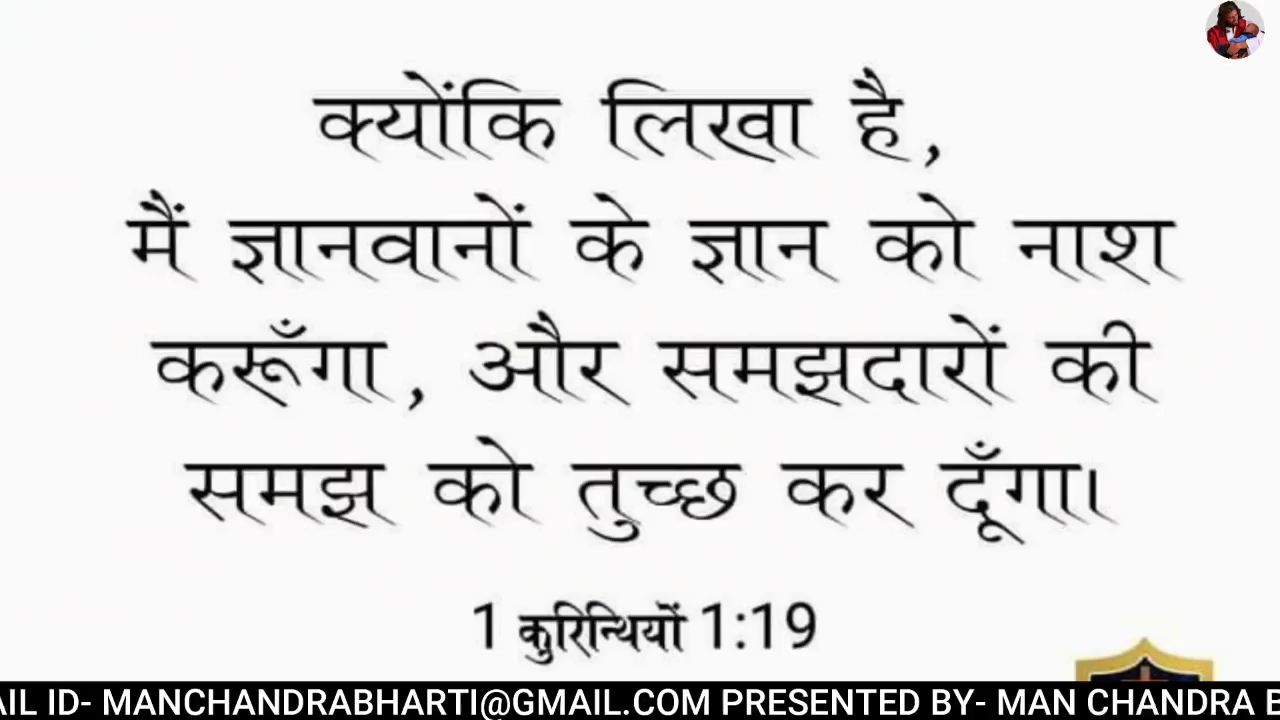 क्योंकि लिखा है,
मैं ज्ञानवानों के ज्ञान को नाश
करूँगा, और समझदारों की
समझ को तुच्छ कर दूँगा।
1 कुरिन्थियों 1:19
AIL ID- MANCHANDRABHARTI@GMAIL.COM PRESENTED BY- MAN CHANDRA B